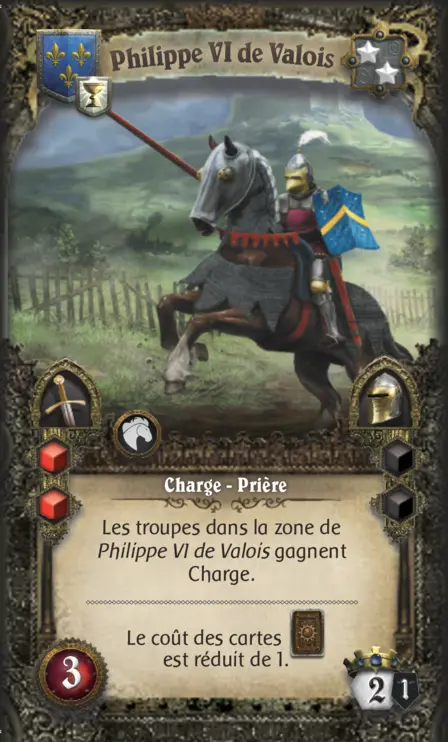 Philippe VI de Valois
Charge - Prière
Les troupes dans la zone de
Philippe VI de Valois gagnent
Charge.
Le coût des cartes
est réduit de 1.
3
2 1